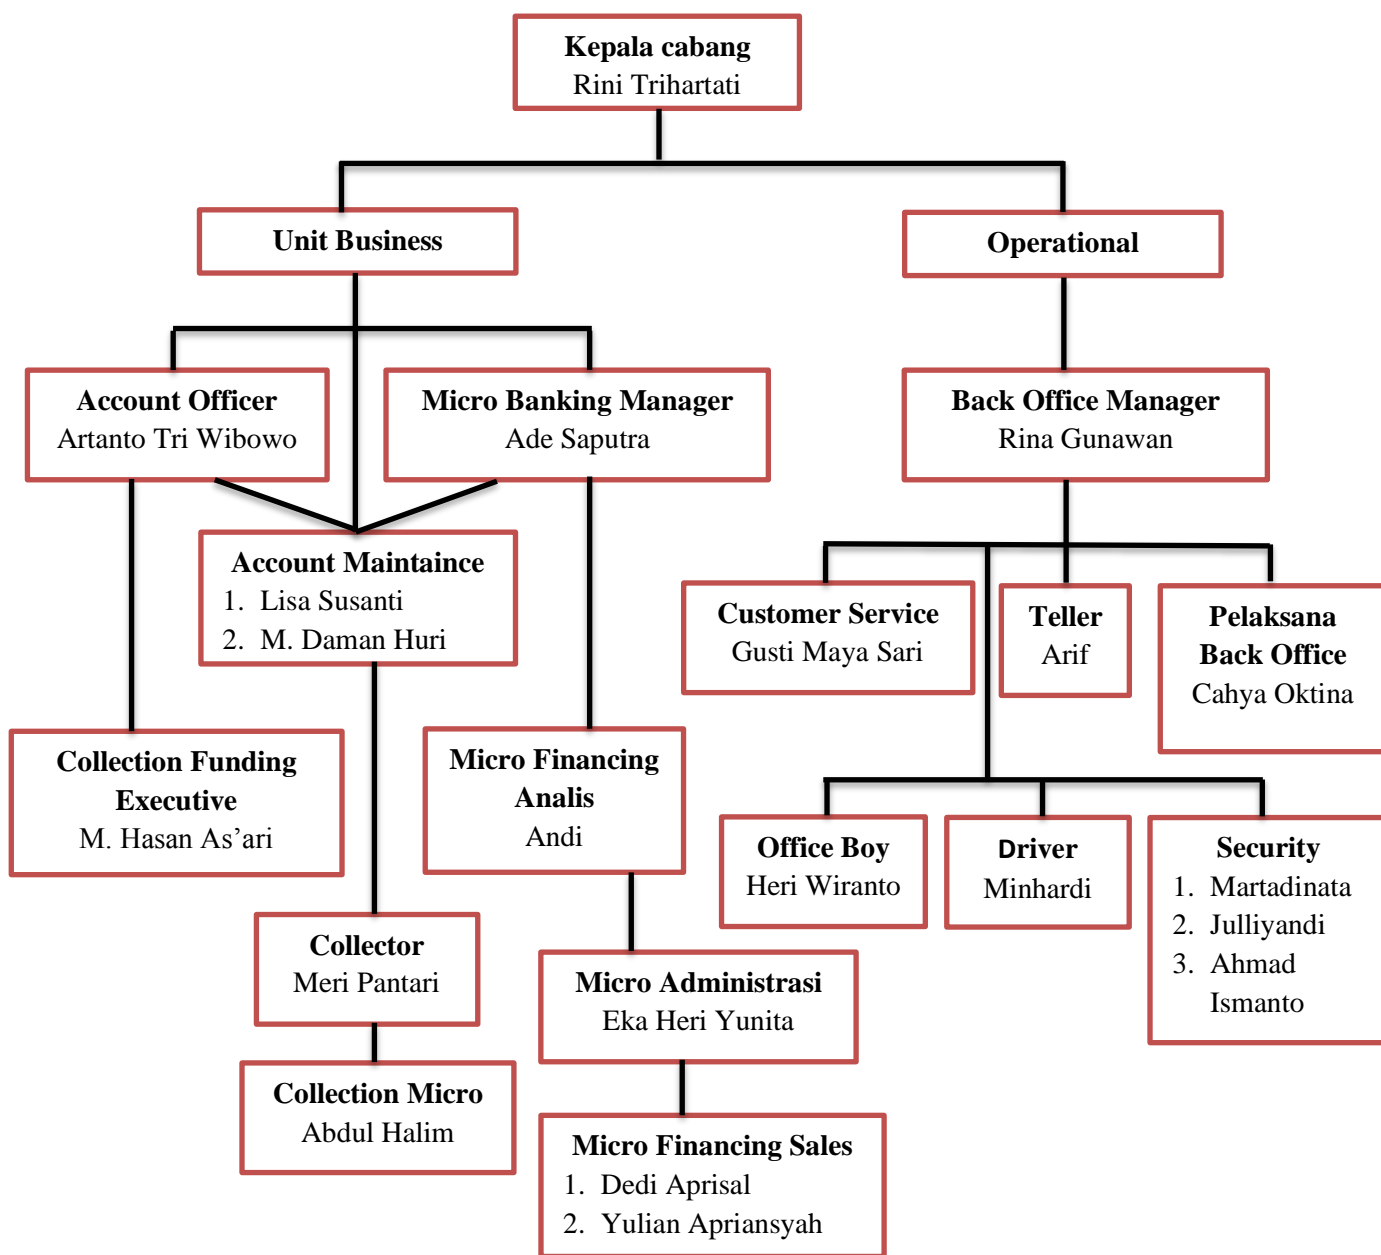 Kepala cabang
Rini Trihartati
Unit Business
Operational
Account Officer
Artanto Tri Wibowo
Micro Banking Manager
Ade Saputra
Back Office Manager
Rina Gunawan
Account Maintaince
1. Lisa Susanti
2. M. Daman Huri
Customer Service
Gusti Maya Sari
Teller
Arif
Pelaksana
Back Office
Cahya Oktina
Collection Funding
Executive
M. Hasan As’ari
Micro Financing
Analis
Andi
Office Boy
Heri Wiranto
Driver
Minhardi
Security
1. Martadinata
2. Julliyandi
3. Ahmad
Ismanto
Collector
Meri Pantari
Micro Administrasi
Eka Heri Yunita
Collection Micro
Abdul Halim
Micro Financing Sales
1. Dedi Aprisal
2. Yulian Apriansyah